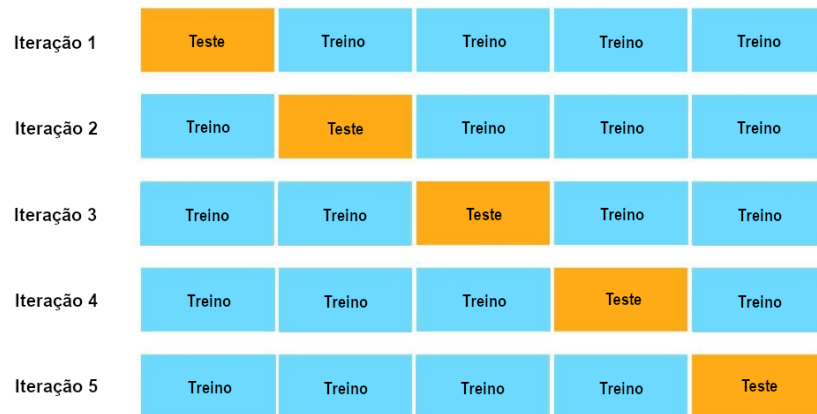 Iteração 1 Teste Treino Treino Treino Treino
Iteração 2 Treino Teste Treino Treino Treino
Iteração 3 Treino Treino Teste Treino Treino
Iteração 4 Treino Treino Treino Teste Treino
Iteração 5 Treino Treino Treino Treino Teste